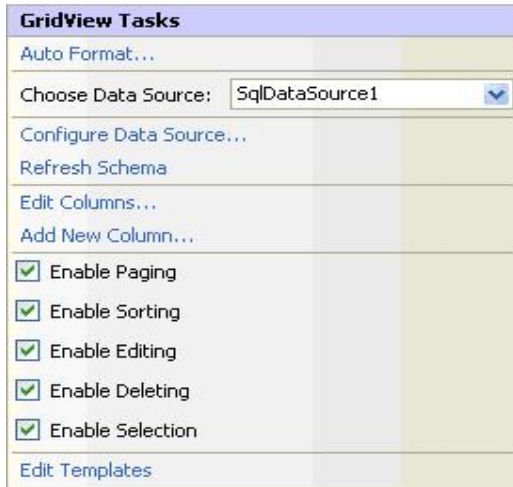 GridView Tasks
Auto Format...
Choose Data Source: SqlDataSource1
Configure Data Source...
Refresh Schema
Edit Columns...
Add New Column...
Enable Paging
Enable Sorting
Enable Editing
Enable Deleting
Enable Selection
Edit Templates